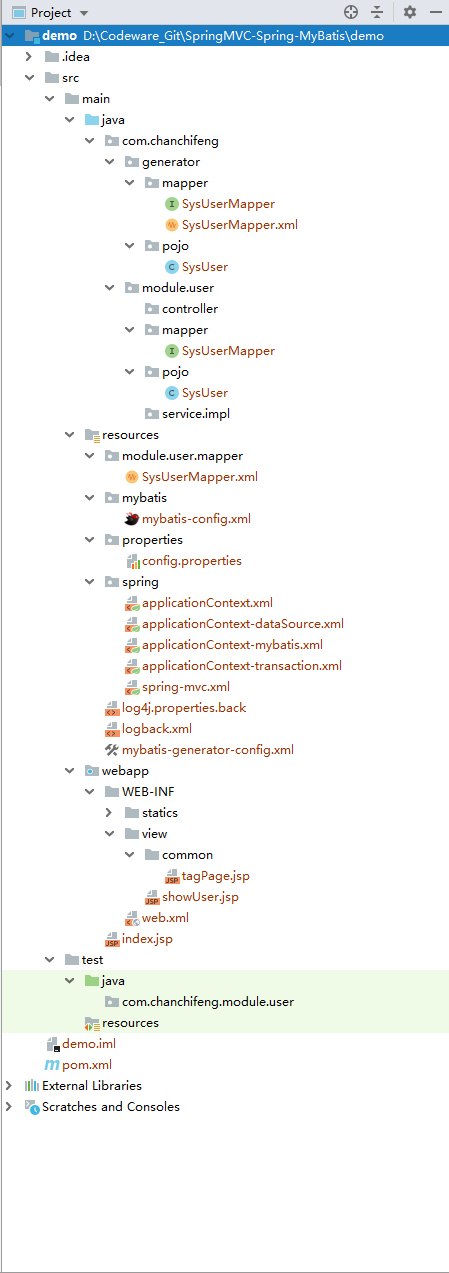 Project
demo D:\Codeware_Git\SpringMVC-Spring-MyBatis\demo
.idea
src
main
java
com.chanchifeng
generator
mapper
SysUserMapper
SysUserMapper.xml
pojo
SysUser
module.user
controller
mapper
SysUserMapper
pojo
SysUser
service.impl
resources
module.user.mapper
SysUserMapper.xml
mybatis
mybatis-config.xml
properties
config.properties
spring
applicationContext.xml
applicationContext-dataSource.xml
applicationContext-mybatis.xml
applicationContext-transaction.xml
spring-mvc.xml
log4j.properties.back
logback.xml
mybatis-generator-config.xml
webapp
WEB-INF
statics
view
common
tagPage.jsp
showUser.jsp
web.xml
index.jsp
test
java
com.chanchifeng.module.user
resources
demo.iml
pom.xml
External Libraries
Scratches and Consoles